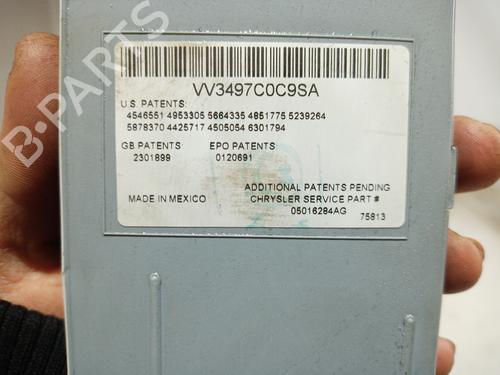 VV3497C0C9SA
U.S. PATENTS:
4546551 4953305 5664335 4851775 5239264
5878370 4425717 4505054 6301794
GB PATENTS
2301899
EPO PATENTS
0120691
ADDITIONAL PATENTS PENDING
MADE IN MEXICO
CHRYSLER SERVICE PART #
05016284AG
75813
B-PARTS